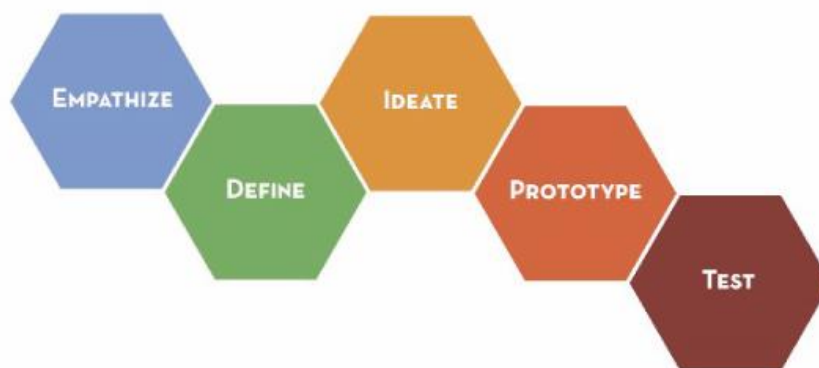 EMPATHIZE
DEFINE
IDEATE
PROTOTYPE
TEST